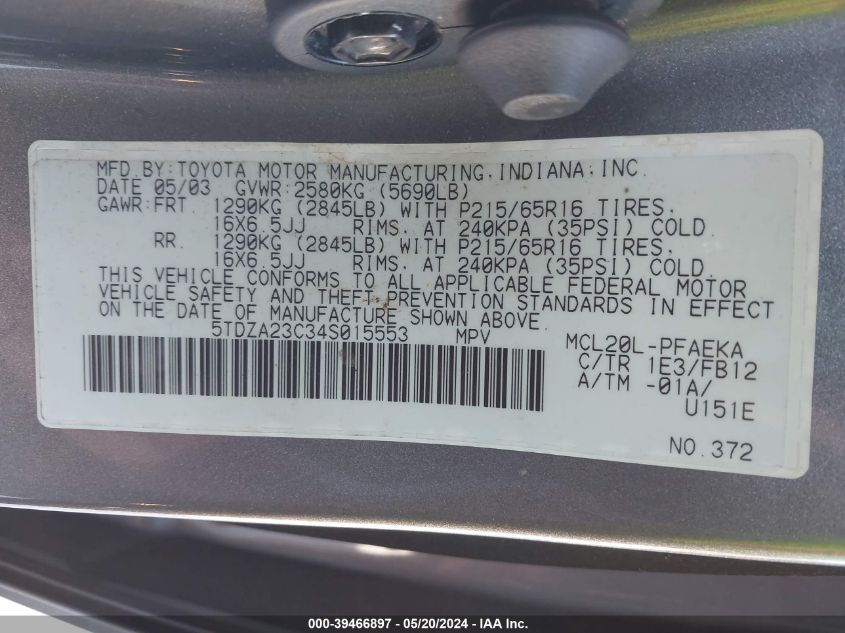 MFD.BY:TOYOTA MOTOR MANUFACTURING,INDIANA,INC.
DATE 05/03 GVWR:2580KG (5690LB)
GAWR:FRT. 1290KG (2845LB) WITH P215/65R16 TIRES.
16X6.5JJ RIMS. AT 240KPA (35PSI) COLD.
RR. 1290KG (2845LB) WITH P215/65R16 TIRES.
16X6.5JJ RIMS. AT 240KPA (35PSI) COLD.
THIS VEHICLE CONFORMS TO ALL APPLICABLE FEDERAL MOTOR
VEHICLE SAFETY AND THEFT PREVENTION STANDARDS IN EFFECT
ON THE DATE OF MANUFACTURE SHOWN ABOVE.
5TDZA23C34S015553 MPV
MCL20L-PFAEKA
C/TR 1E3/FB12
A/TM -01A/
U151E
NO.372
000-39466897 - 05/20/2024 - IAA Inc.